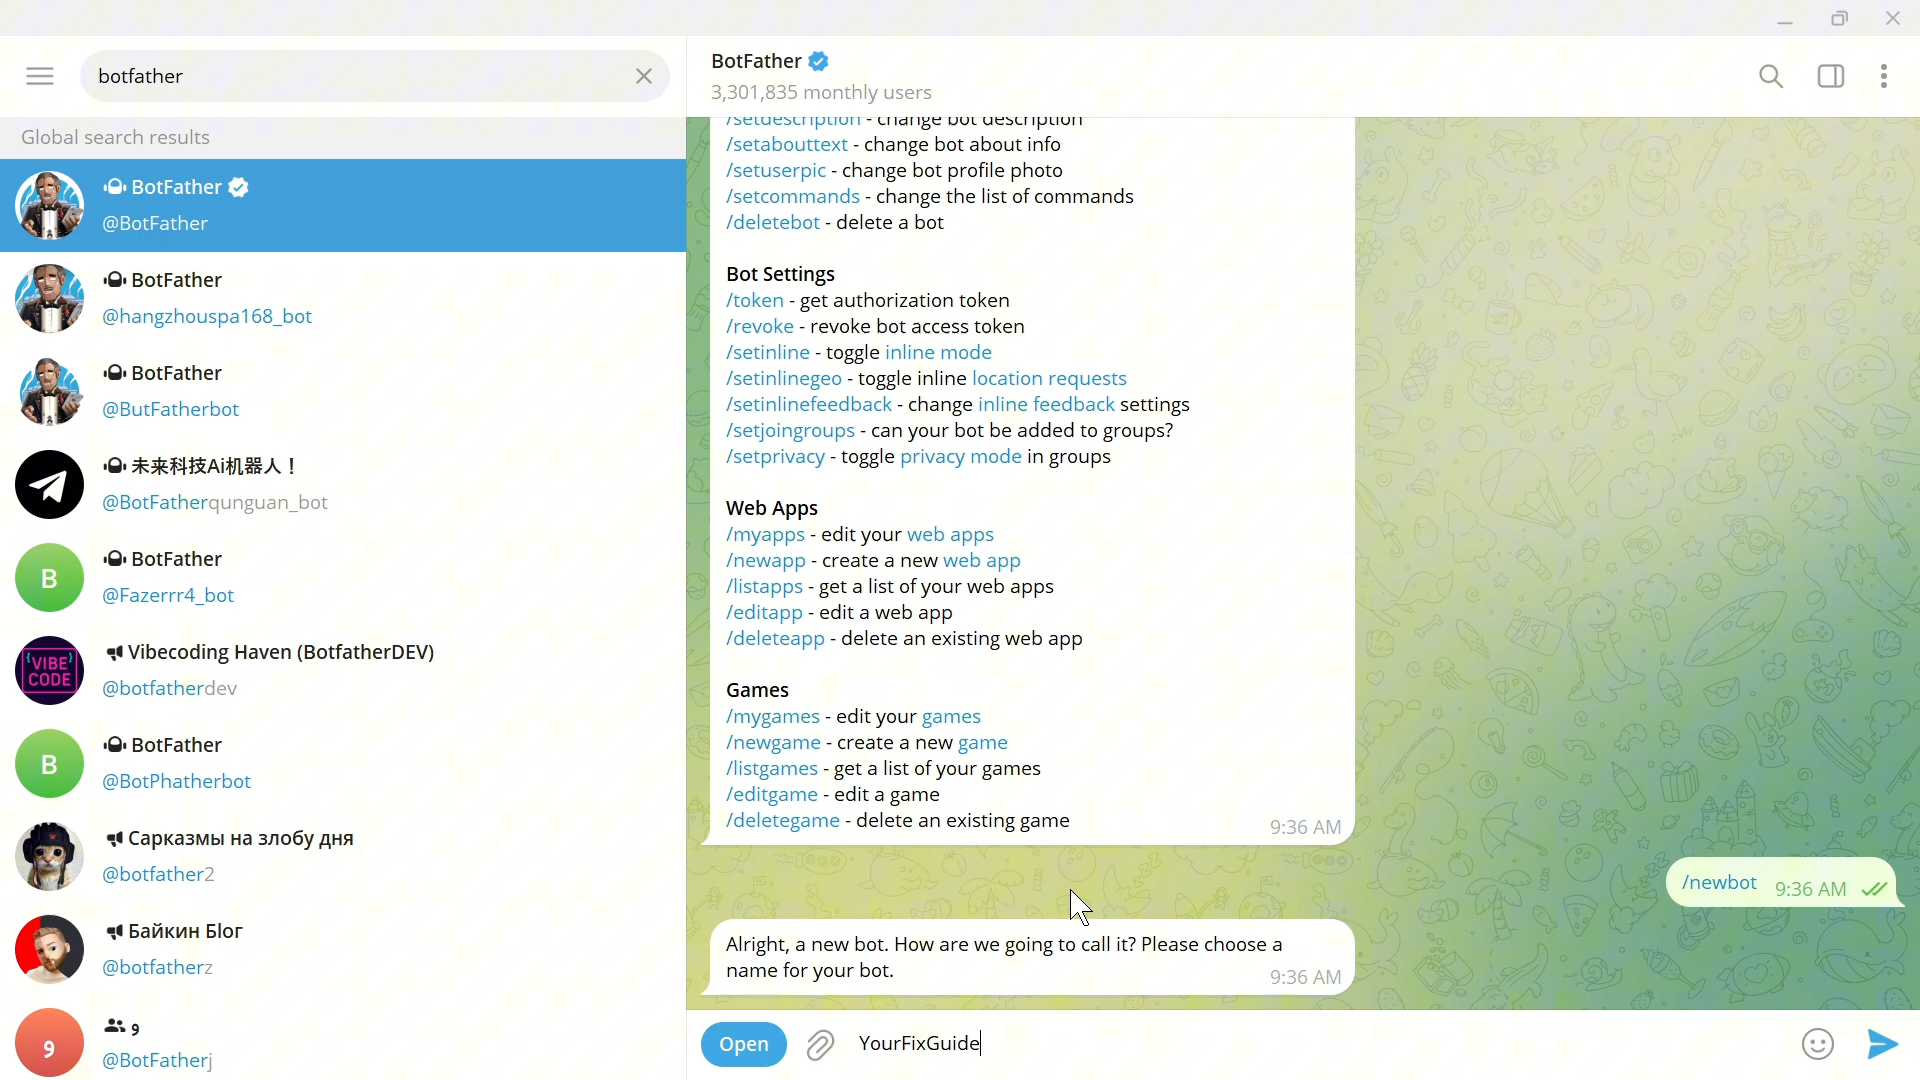 botfather
Global search results
BotFather
@BotFather
BotFather
@hangzhouspa168_bot
BotFather
@ButFatherbot
未来科技Ai机器人！
@BotFatherqunguan_bot
B
BotFather
@Fazerrr4_bot
{'VIBE'}
CODE
Vibecoding Haven (BotfatherDEV)
@botfatherdev
B
BotFather
@BotPhatherbot
Сарказмы на злобу дня
@botfather2
Байкин Блог
@botfatherz
9
9
@BotFatherj
BotFather
3,301,835 monthly users
/setdescription - change bot description
/setabouttext - change bot about info
/setuserpic - change bot profile photo
/setcommands - change the list of commands
/deletebot - delete a bot
Bot Settings
/token - get authorization token
/revoke - revoke bot access token
/setinline - toggle inline mode
/setinlinegeo - toggle inline location requests
/setinlinefeedback - change inline feedback settings
/setjoingroups - can your bot be added to groups?
/setprivacy - toggle privacy mode in groups
Web Apps
/myapps - edit your web apps
/newapp - create a new web app
/listapps - get a list of your web apps
/editapp - edit a web app
/deleteapp - delete an existing web app
Games
/mygames - edit your games
/newgame - create a new game
/listgames - get a list of your games
/editgame - edit a game
/deletegame - delete an existing game
9:36 AM
/newbot 9:36 AM
Alright, a new bot. How are we going to call it? Please choose a
name for your bot.
9:36 AM
Open
YourFixGuide